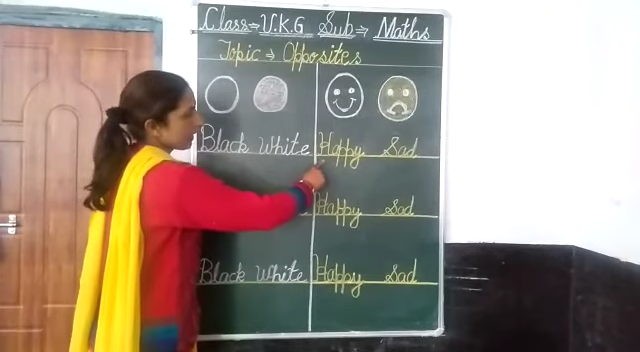 Class→U.K.G Sub→ Maths
Topic → Opposites
Black White Happy Sad
Happy Sad
Black White Happy Sad